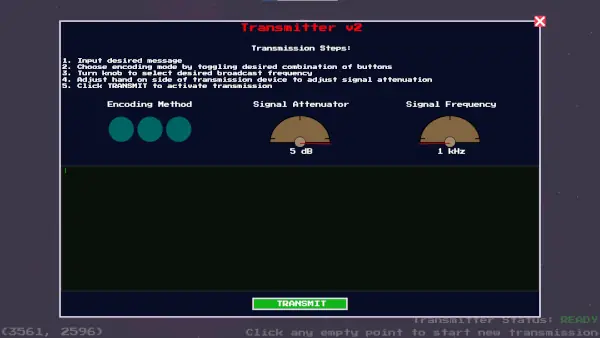 Transmitter v2
Transmission Steps:
1. Input desired message
2. Choose encoding mode by toggling desired combination of buttons
3. Turn knob to select desired broadcast frequency
4. Adjust hand on side of transmission device to adjust signal attenuation
5. Click TRANSMIT to activate transmission
Encoding Method Signal Attenuator Signal Frequency
5 dB 1 kHz
TRANSMIT
Transmitter Status: READY
(3561, 2596) Click any empty point to start new transmission